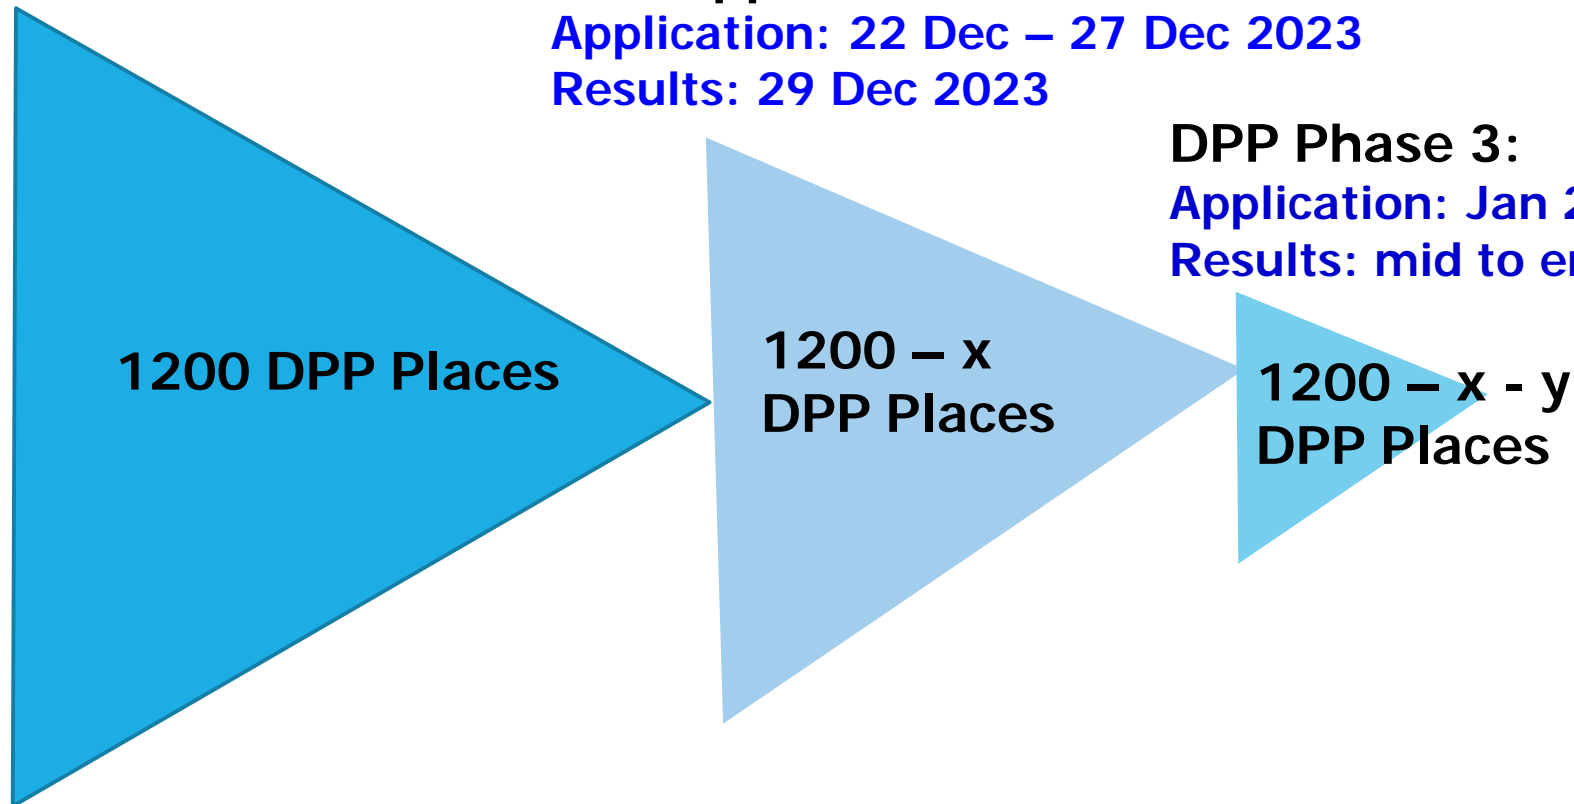 Application: 22 Dec – 27 Dec 2023
Results: 29 Dec 2023
DPP Phase 3:
Application: Jan
Results: mid to
1200 DPP Places
1200 – x
DPP Places
1200 – x - y
DPP Places